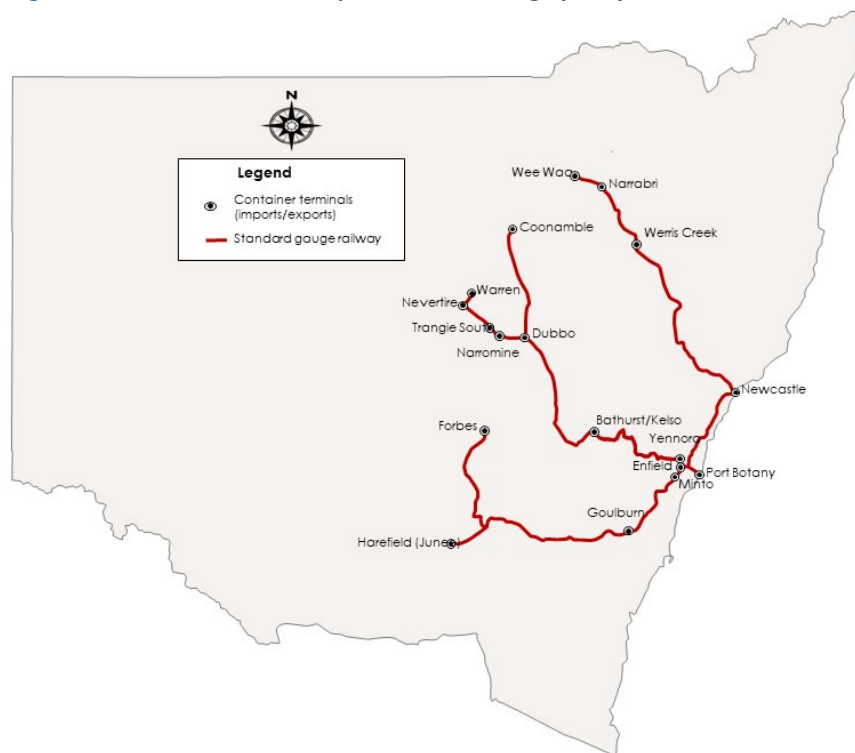 N
Legend
Container terminals
(imports/exports)
Standard gauge railway
Wee Waa
Narrabri
Coonamble
Werris Creek
Warren
Nevertire
Trangie Sout
Dubbo
Narromine
Newcastle
Forbes
Bathurst/Kelso
Yennora
Enfield
Port Botany
Minto
Goulburn
Harefield (Junee)